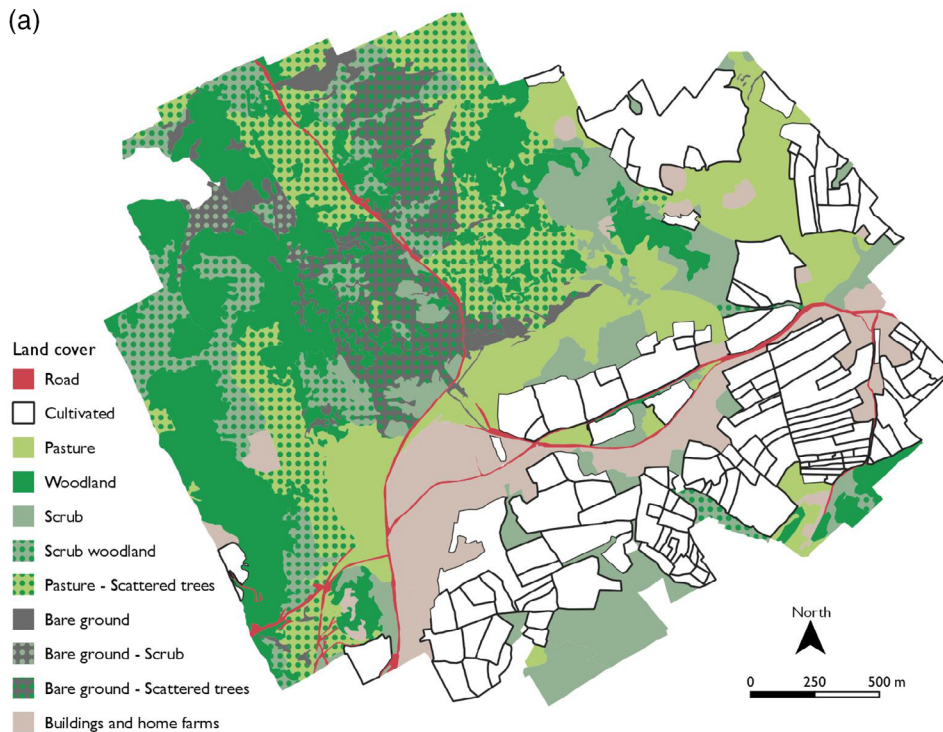 (a)
Land cover
Road
Cultivated
Pasture
Woodland
Scrub
Scrub woodland
Pasture - Scattered trees
Bare ground
Bare ground - Scrub
Bare ground - Scattered trees
Buildings and home farms
North
0 250 500 m